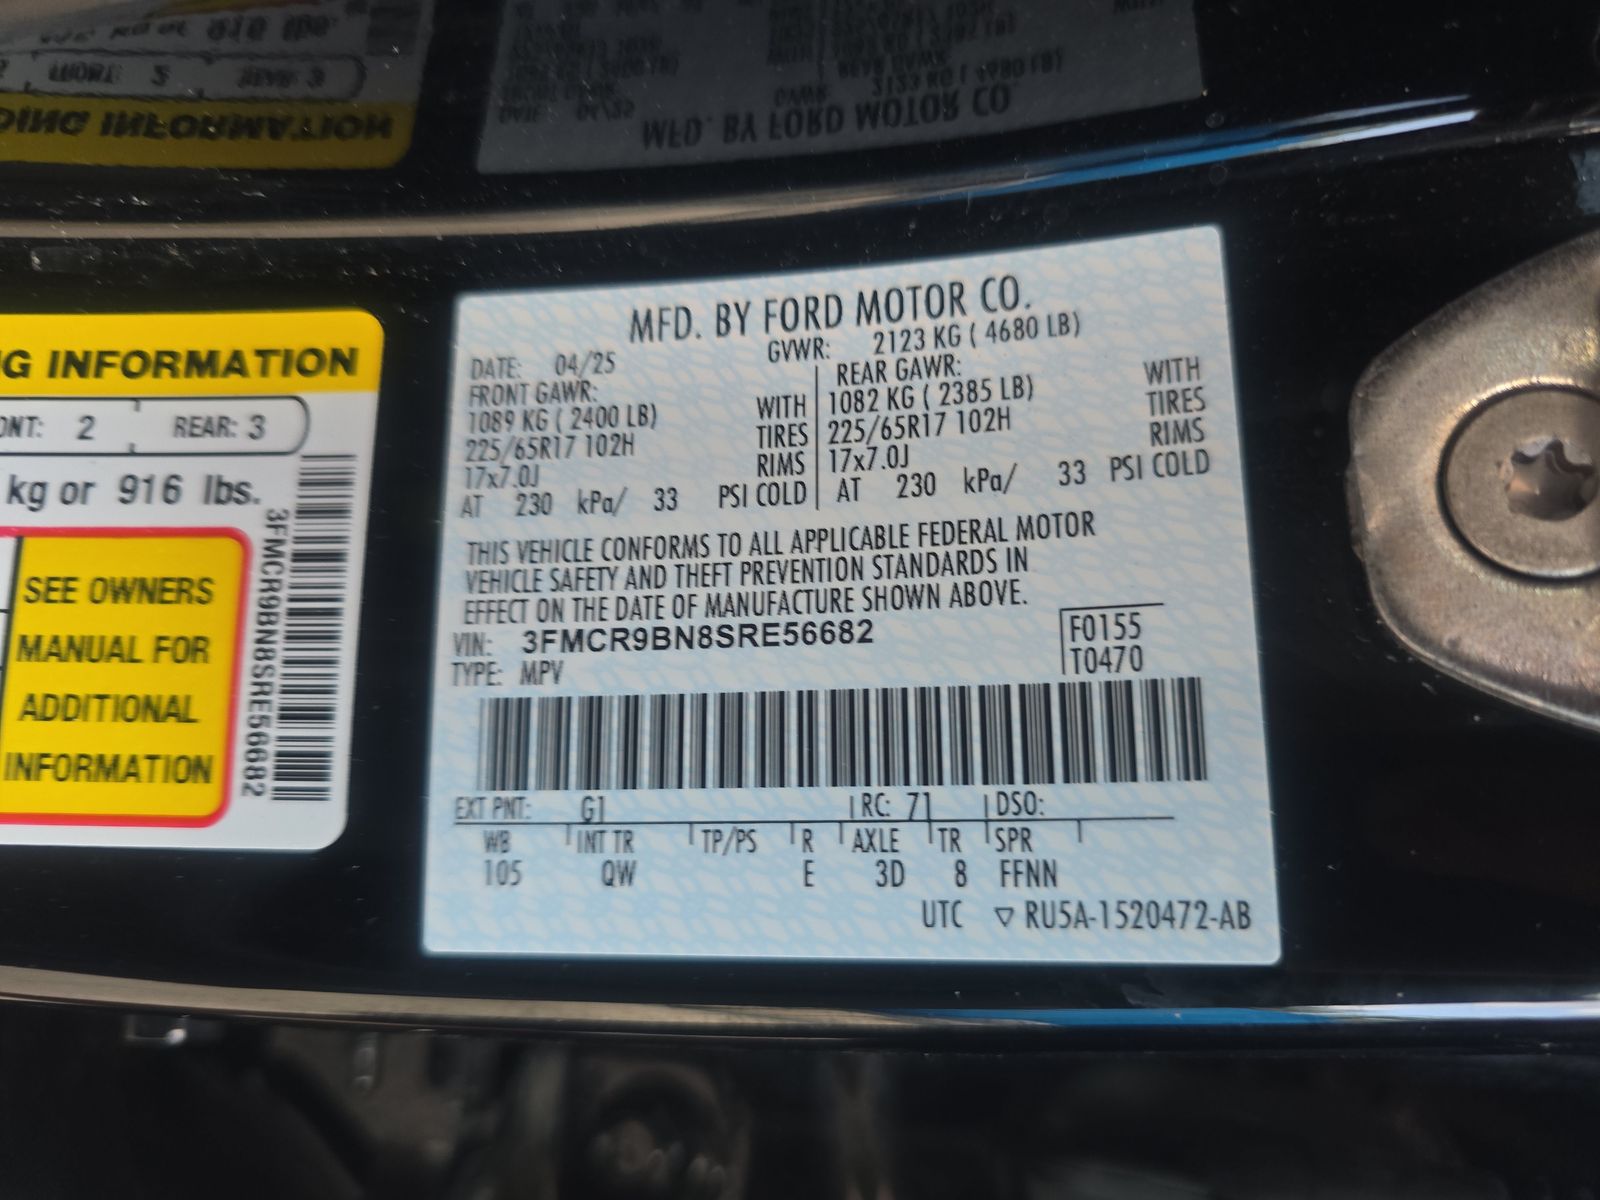 G INFORMATION
ONT: 2 REAR: 3
kg or 916 lbs.
SEE OWNERS
MANUAL FOR
ADDITIONAL
INFORMATION
3FMCR9BN8SRE56682
MFD. BY FORD MOTOR CO.
DATE: 04/25 GVWR: 2123 KG ( 4680 LB)
FRONT GAWR: REAR GAWR:
1089 KG ( 2400 LB) WITH 1082 KG ( 2385 LB) WITH
225/65R17 102H TIRES 225/65R17 102H TIRES
17x7.0J RIMS 17x7.0J RIMS
AT 230 kPa/ 33 PSI COLD AT 230 kPa/ 33 PSI COLD
THIS VEHICLE CONFORMS TO ALL APPLICABLE FEDERAL MOTOR
VEHICLE SAFETY AND THEFT PREVENTION STANDARDS IN
EFFECT ON THE DATE OF MANUFACTURE SHOWN ABOVE.
VIN: 3FMCR9BN8SRE56682 F0155
TYPE: MPV T0470
EXT PNT: G1 RC: 71 DSO:
WB INT TR TP/PS R AXLE TR SPR
105 QW E 3D 8 FFNN
UTC ▽ RU5A-1520472-AB